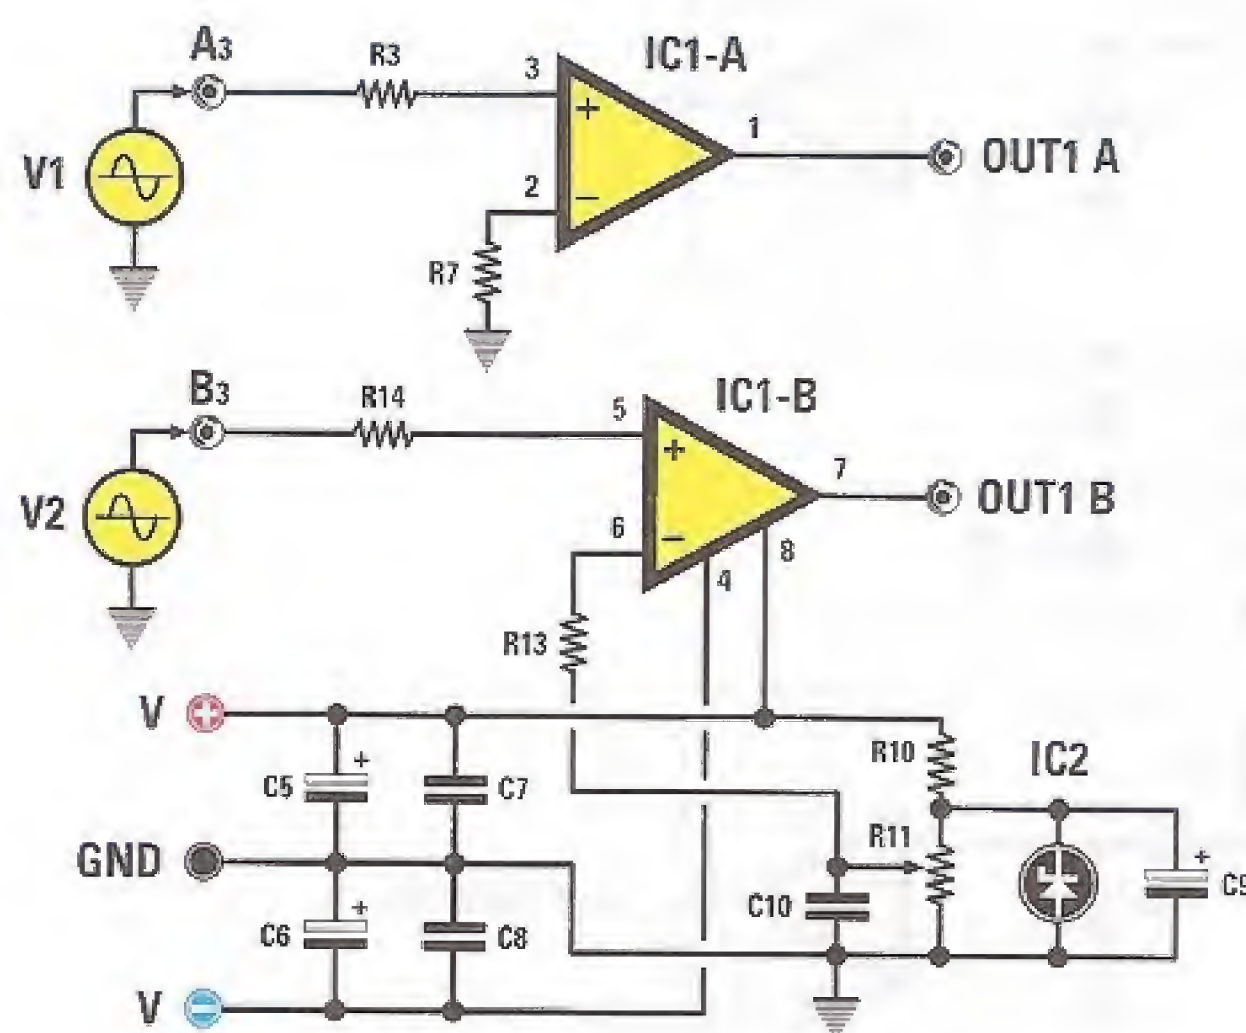 A3
R3
IC1-A
3
+
V1
1
OUT1 A
2
−
R7
B3
R14
IC1-B
5
+
V2
7
OUT1 B
6
−
8
4
R13
V +
R10
IC2
C5 +
C7
R11
GND
C10
+
C6 +
C8
V −